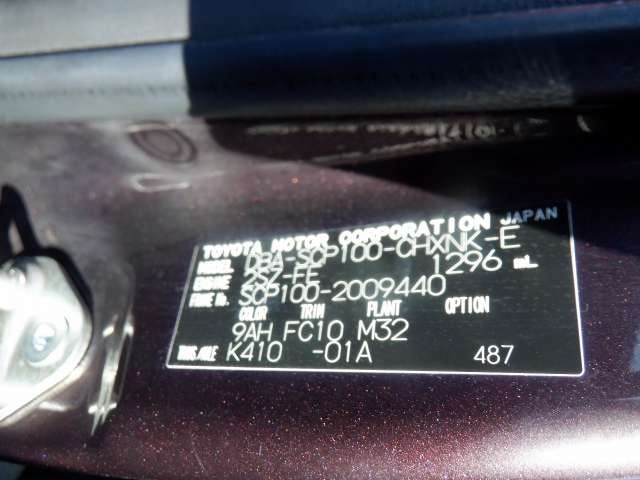 TOYOTA MOTOR CORPORATION JAPAN
MODEL DBA-SCP100-CHXNK-E
ENGINE 2SZ-FE 1296 mL
FRAME No. SCP100-2009440
COLOR TRIM PLANT OPTION
9AH FC10 M32
TRANS/AXLE K410 -01A 487